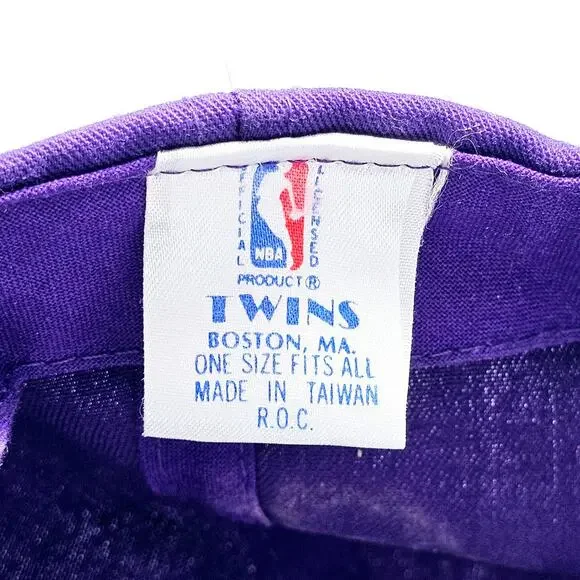 OFFICIAL
LICENSED
NBA
PRODUCT®
TWINS
BOSTON, MA.
ONE SIZE FITS ALL
MADE IN TAIWAN
R.O.C.